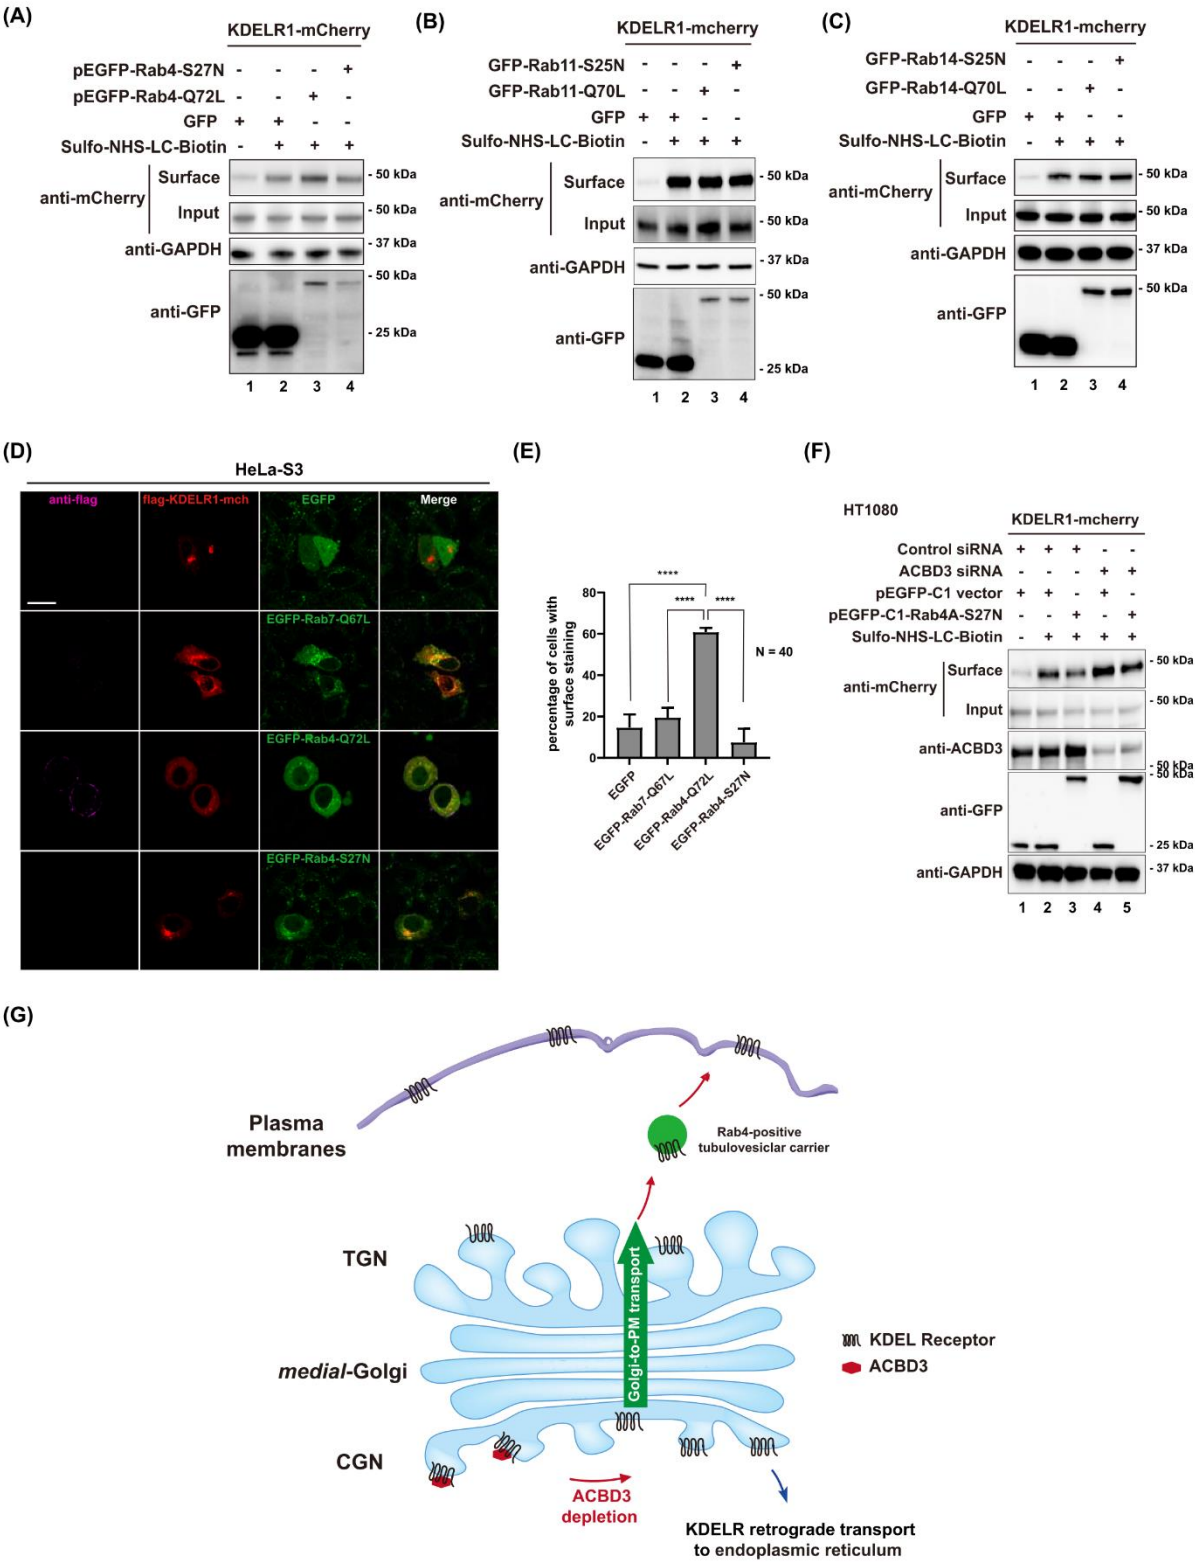 (A)
KDELR1-mCherry
pEGFP-Rab4-S27N - - - +
pEGFP-Rab4-Q72L - - + -
GFP + + - -
Sulfo-NHS-LC-Biotin - + + +
anti-mCherry
Surface - 50 kDa
Input - 50 kDa
anti-GAPDH - 37 kDa
- 50 kDa
anti-GFP
- 25 kDa
1 2 3 4
(B)
KDELR1-mcherry
GFP-Rab11-S25N - - - +
GFP-Rab11-Q70L - - + -
GFP + + - -
Sulfo-NHS-LC-Biotin - + + +
anti-mCherry
Surface - 50 kDa
Input - 50 kDa
anti-GAPDH - 37 kDa
- 50 kDa
anti-GFP
- 25 kDa
1 2 3 4
(C)
KDELR1-mcherry
GFP-Rab14-S25N - - - +
GFP-Rab14-Q70L - - + -
GFP + + - -
Sulfo-NHS-LC-Biotin - + + +
anti-mCherry
Surface - 50 kDa
Input - 50 kDa
anti-GAPDH - 37 kDa
- 50 kDa
anti-GFP
1 2 3 4
(D)
HeLa-S3
anti-flag flag-KDELR1-mch EGFP Merge
EGFP-Rab7-Q67L
EGFP-Rab4-Q72L
EGFP-Rab4-S27N
(E)
percentage of cells with
surface staining
80
60
40
20
0
****
**** ****
N = 40
EGFP
EGFP-Rab7-Q67L
EGFP-Rab4-Q72L
EGFP-Rab4-S27N
(F)
HT1080
KDELR1-mcherry
Control siRNA + + + - -
ACBD3 siRNA - - - + +
pEGFP-C1 vector + + - + -
pEGFP-C1-Rab4A-S27N - - + - +
Sulfo-NHS-LC-Biotin - + + + +
anti-mCherry
Surface - 50 kDa
Input - 50 kDa
anti-ACBD3
- 50 kDa
- 50 kDa
anti-GFP
- 25 kDa
anti-GAPDH - 37 kDa
1 2 3 4 5
(G)
Plasma
membranes
Rab4-positive
tubulovesiclar carrier
TGN
Golgi-to-PM transport
medial-Golgi
KDEL Receptor
ACBD3
CGN
ACBD3
depletion
KDELR retrograde transport
to endoplasmic reticulum